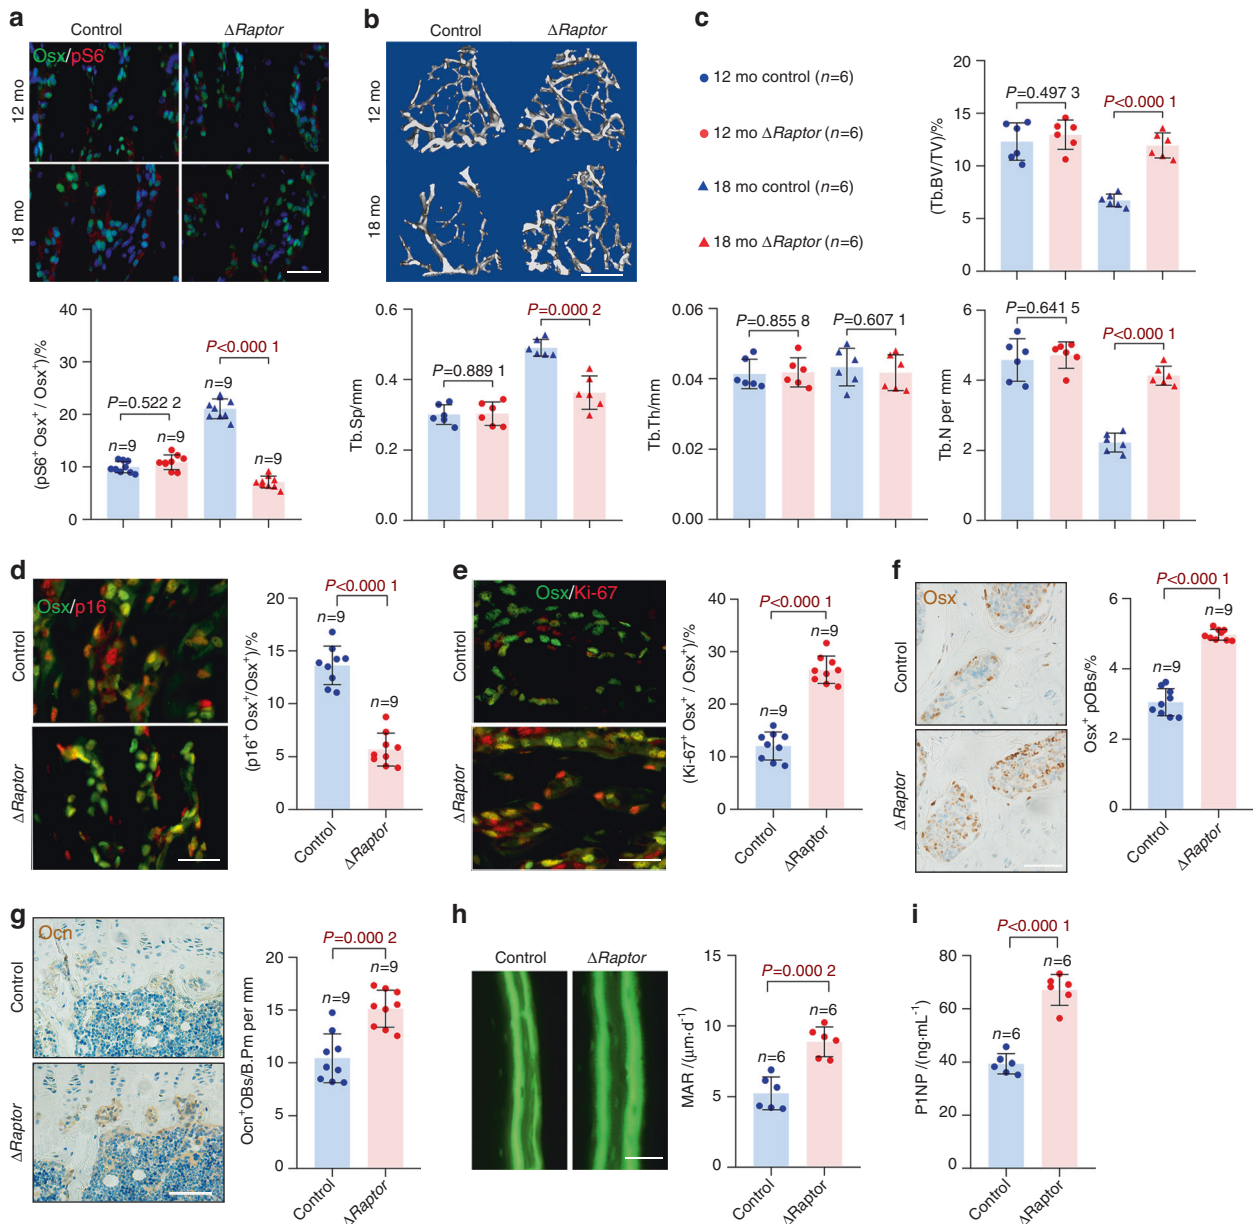 a
Control
ΔRaptor
Osx/pS6
12 mo
18 mo
(pS6⁺ Osx⁺ / Osx⁺)/%
40
30
20
10
0
P=0.522 2
P<0.000 1
n=9
n=9
n=9
n=9
b
Control
ΔRaptor
12 mo
18 mo
c
12 mo control (n=6)
12 mo ΔRaptor (n=6)
18 mo control (n=6)
18 mo ΔRaptor (n=6)
(Tb.BV/TV)/%
20
15
10
5
0
P=0.497 3
P<0.000 1
Tb.Sp/mm
0.6
0.4
0.2
0.0
P=0.889 1
P=0.000 2
Tb.Th/mm
0.06
0.04
0.02
0.00
P=0.855 8
P=0.607 1
Tb.N per mm
6
4
2
0
P=0.641 5
P<0.000 1
d
Osx/p16
Control
ΔRaptor
(p16⁺ Osx⁺/Osx⁺)/%
20
15
10
5
0
P<0.000 1
n=9
n=9
Control
ΔRaptor
e
Osx/Ki-67
Control
ΔRaptor
(Ki-67⁺ Osx⁺ / Osx⁺)/%
40
30
20
10
0
P<0.000 1
n=9
n=9
Control
ΔRaptor
f
Osx
Control
ΔRaptor
Osx⁺ pOBs/%
6
4
2
0
P<0.000 1
n=9
n=9
Control
ΔRaptor
g
Ocn
Control
ΔRaptor
Ocn⁺OBs/B.Pm per mm
20
15
10
5
0
P=0.000 2
n=9
n=9
Control
ΔRaptor
h
Control
ΔRaptor
MAR /(μm·d⁻¹)
15
10
5
0
P=0.000 2
n=6
n=6
Control
ΔRaptor
i
P1NP /(ng·mL⁻¹)
80
60
40
20
0
P<0.000 1
n=6
n=6
Control
ΔRaptor